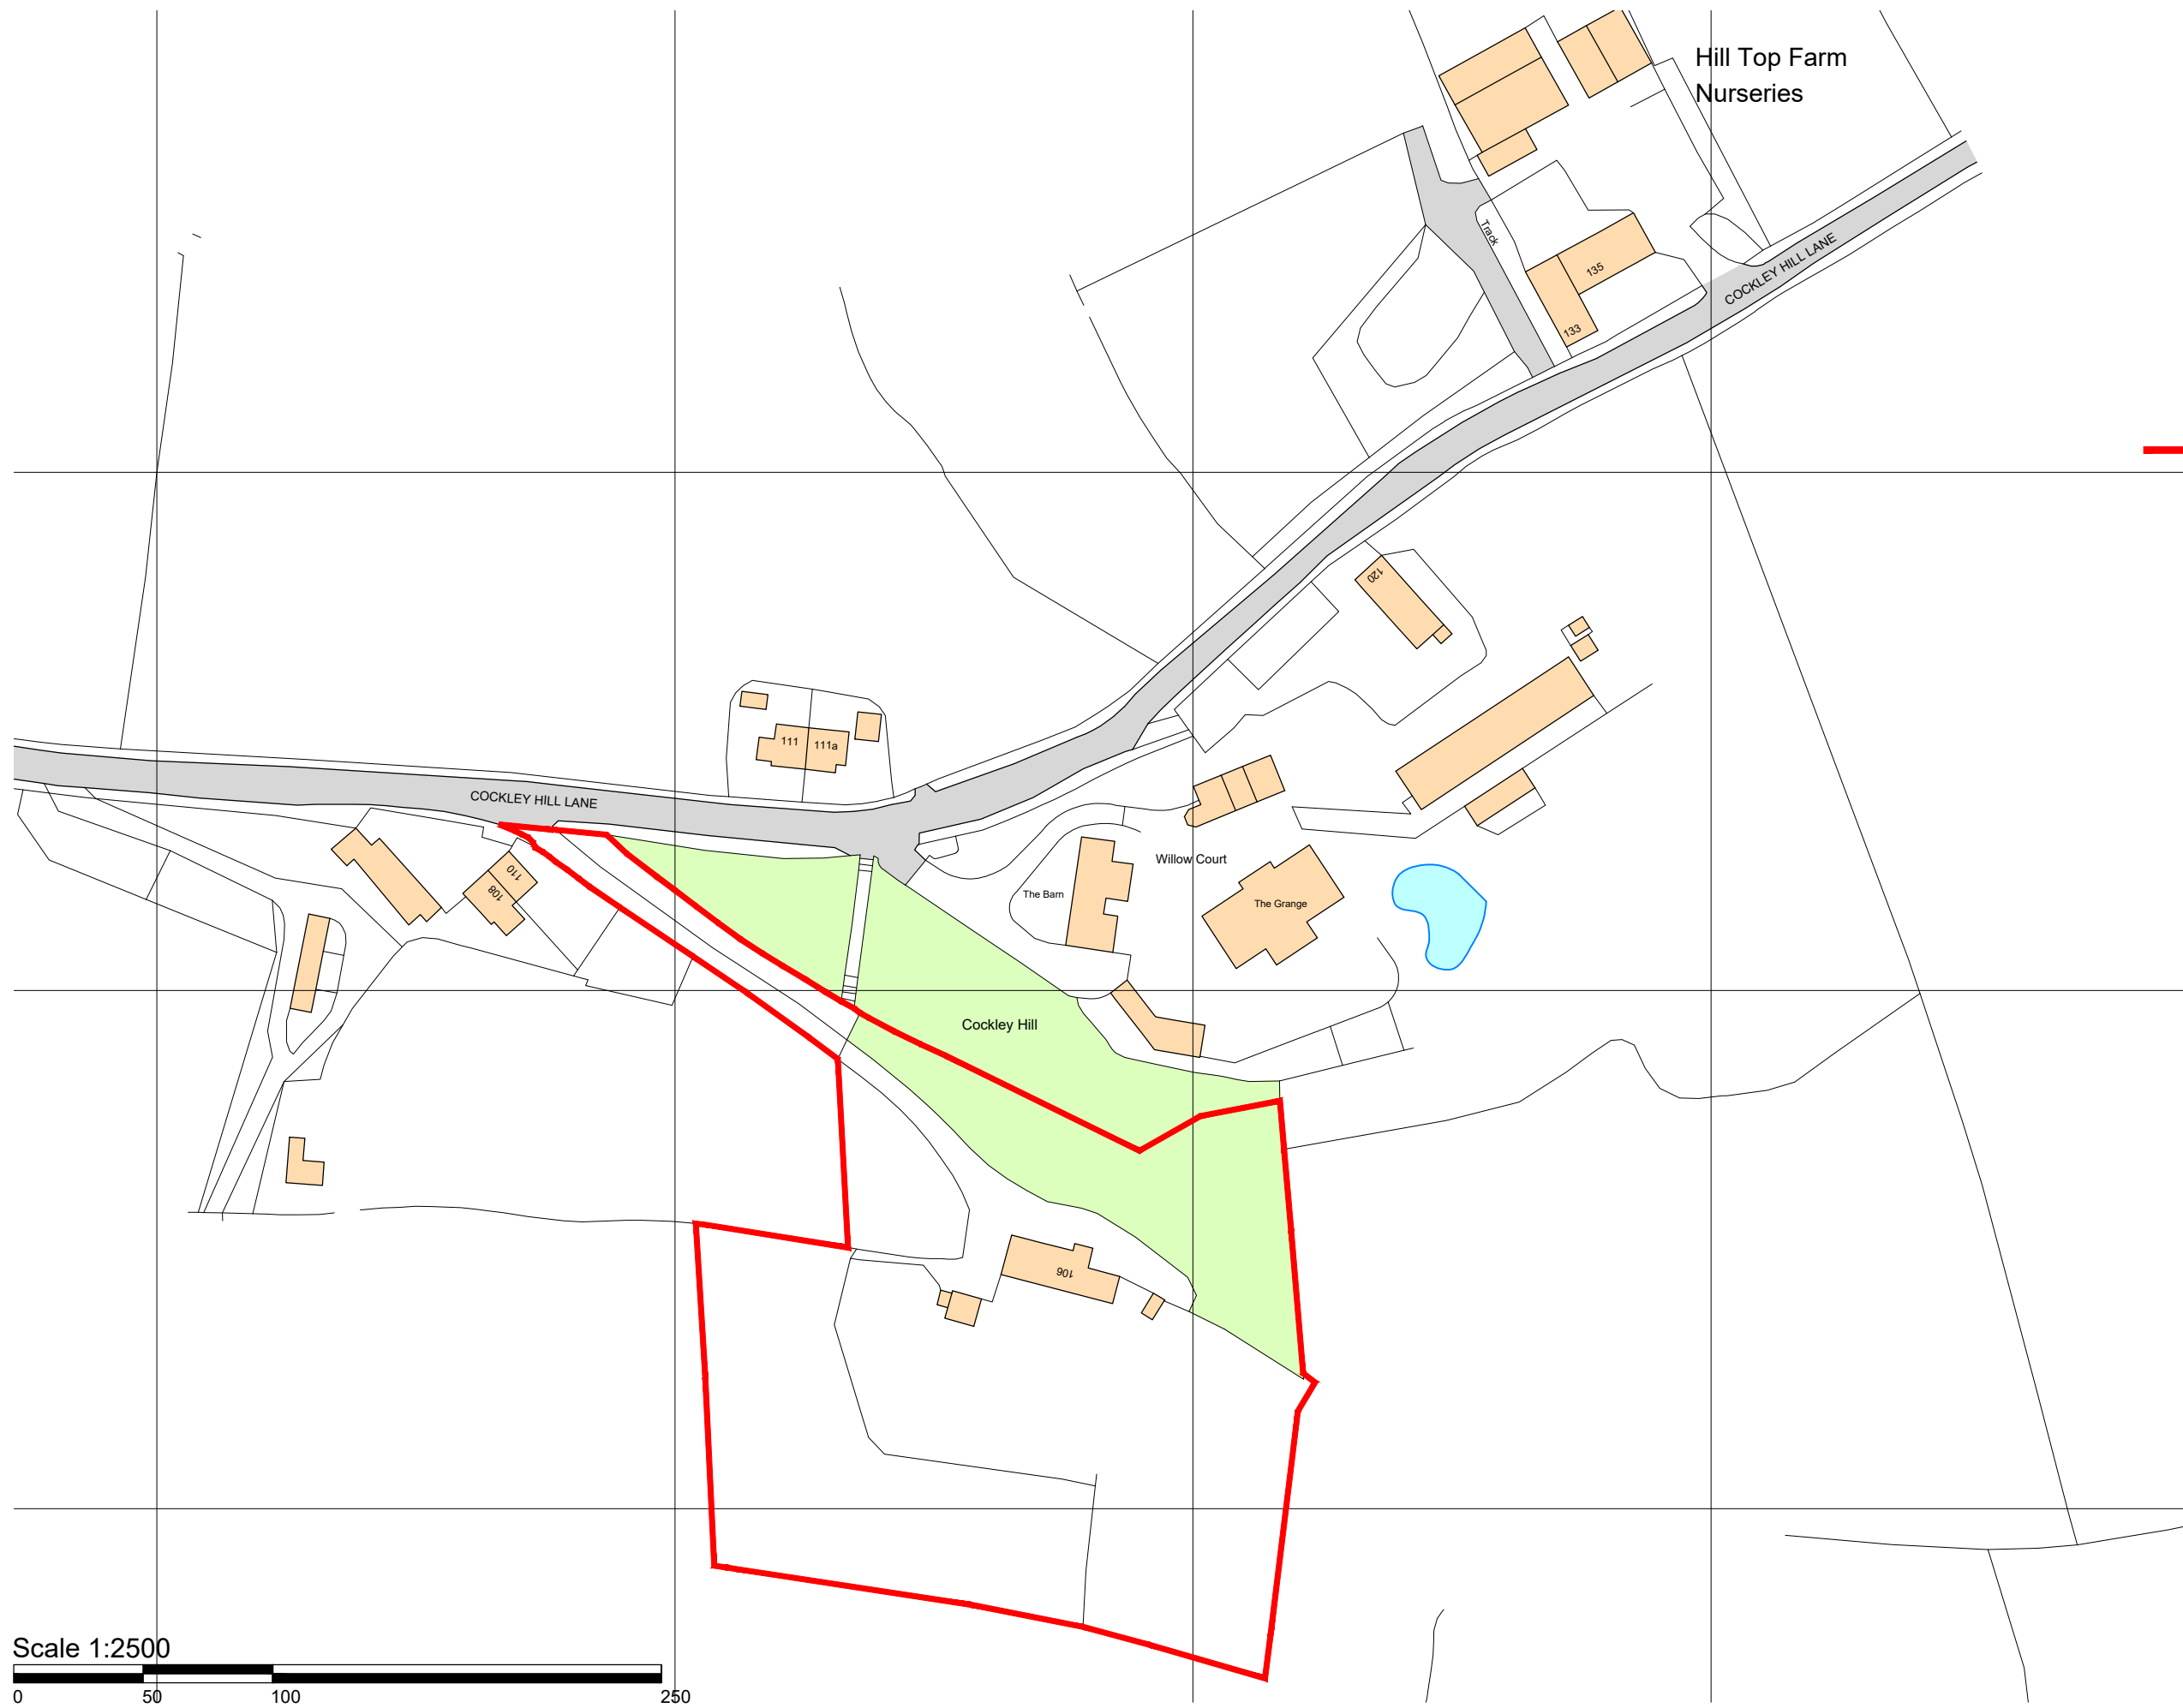 Hill Top Farm
Nurseries
Track
COCKLEY HILL LANE
135
133
120
111
111a
COCKLEY HILL LANE
Willow Court
The Barn
The Grange
110
108
Cockley Hill
106
Scale 1:2500
0 50 100 250